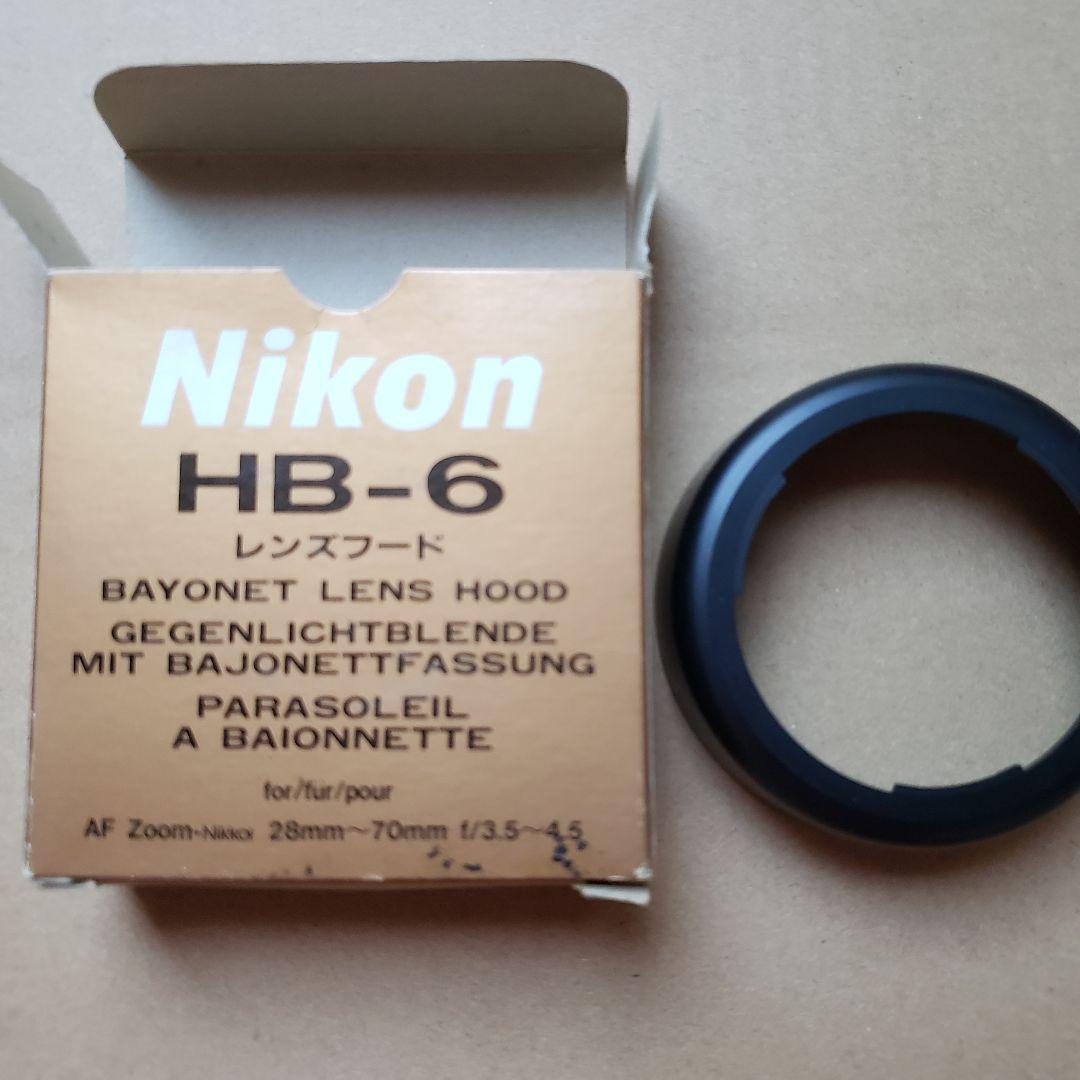 Nikon
HB-6
レンズフード
BAYONET LENS HOOD
GEGENLICHTBLENDE
MIT BAJONETTFASSUNG
PARASOLEIL
A BAIONNETTE
for/für/pour
AF Zoom-Nikkor 28mm~70mm f/3.5~4.5